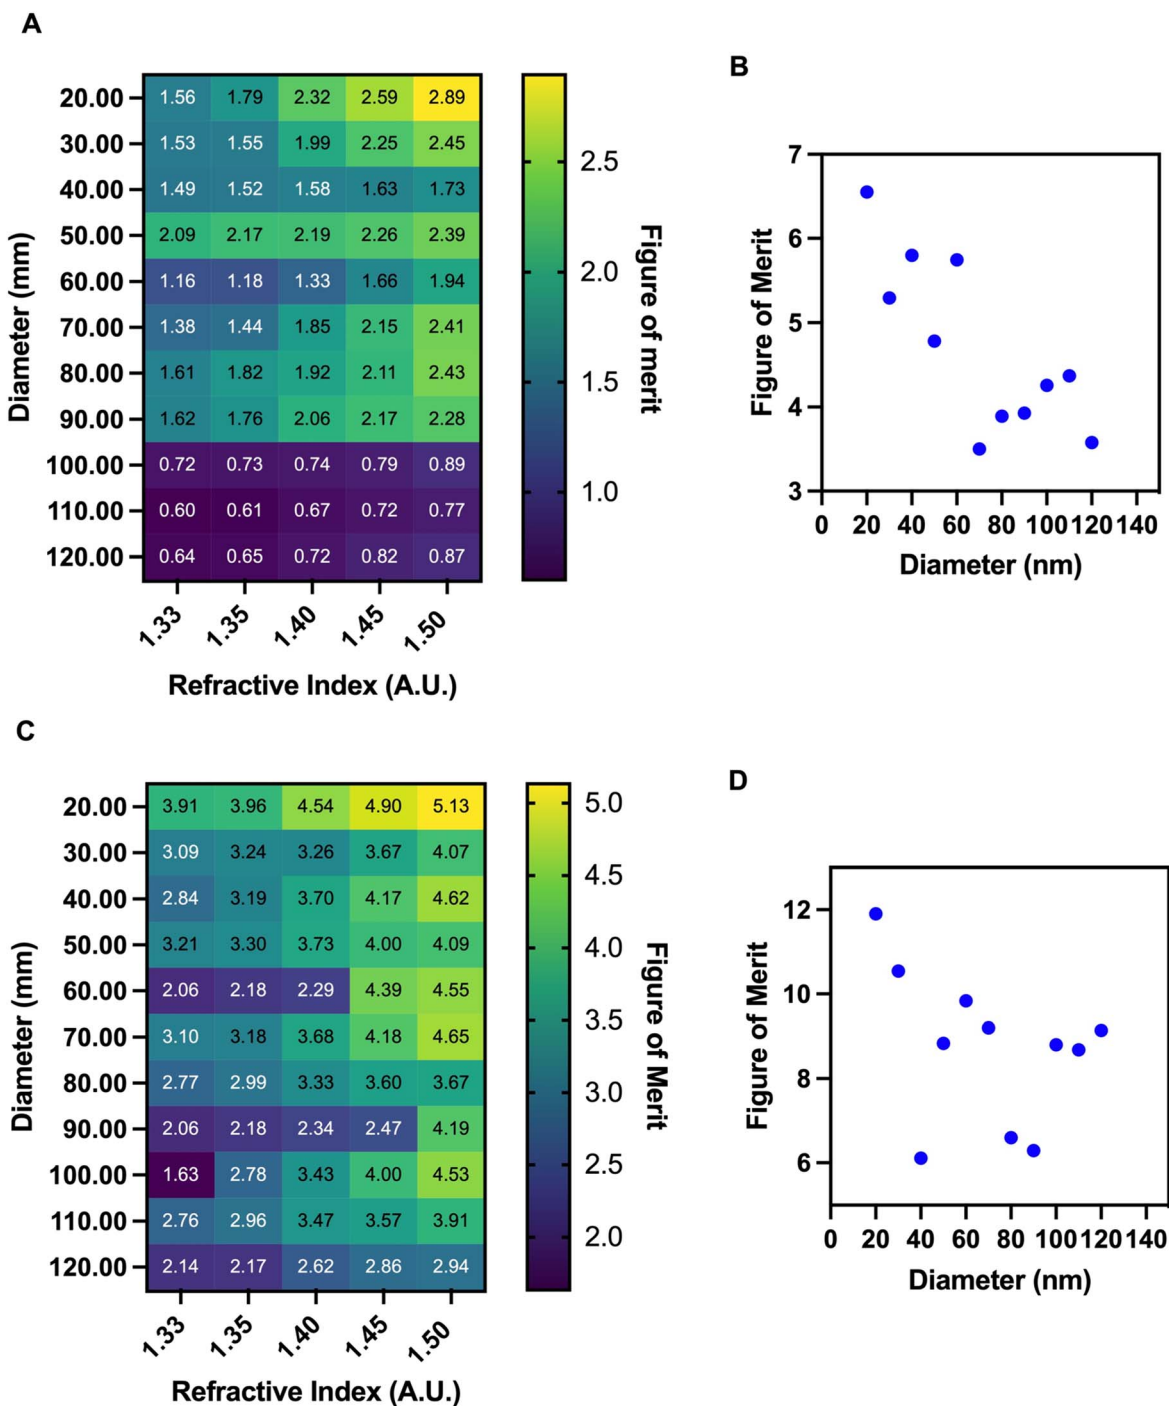 A
20.00 1.56 1.79 2.32 2.59 2.89
30.00 1.53 1.55 1.99 2.25 2.45
40.00 1.49 1.52 1.58 1.63 1.73
50.00 2.09 2.17 2.19 2.26 2.39
60.00 1.16 1.18 1.33 1.66 1.94
70.00 1.38 1.44 1.85 2.15 2.41
80.00 1.61 1.82 1.92 2.11 2.43
90.00 1.62 1.76 2.06 2.17 2.28
100.00 0.72 0.73 0.74 0.79 0.89
110.00 0.60 0.61 0.67 0.72 0.77
120.00 0.64 0.65 0.72 0.82 0.87
Diameter (mm)
1.33 1.35 1.40 1.45 1.50
Refractive Index (A.U.)
2.5
2.0
1.5
1.0
Figure of merit
B
7
6
5
4
3
Figure of Merit
0 20 40 60 80 100 120 140
Diameter (nm)
C
20.00 3.91 3.96 4.54 4.90 5.13
30.00 3.09 3.24 3.26 3.67 4.07
40.00 2.84 3.19 3.70 4.17 4.62
50.00 3.21 3.30 3.73 4.00 4.09
60.00 2.06 2.18 2.29 4.39 4.55
70.00 3.10 3.18 3.68 4.18 4.65
80.00 2.77 2.99 3.33 3.60 3.67
90.00 2.06 2.18 2.34 2.47 4.19
100.00 1.63 2.78 3.43 4.00 4.53
110.00 2.76 2.96 3.47 3.57 3.91
120.00 2.14 2.17 2.62 2.86 2.94
Diameter (mm)
1.33 1.35 1.40 1.45 1.50
Refractive Index (A.U.)
5.0
4.5
4.0
3.5
3.0
2.5
2.0
Figure of Merit
D
12
10
8
6
Figure of Merit
0 20 40 60 80 100 120 140
Diameter (nm)